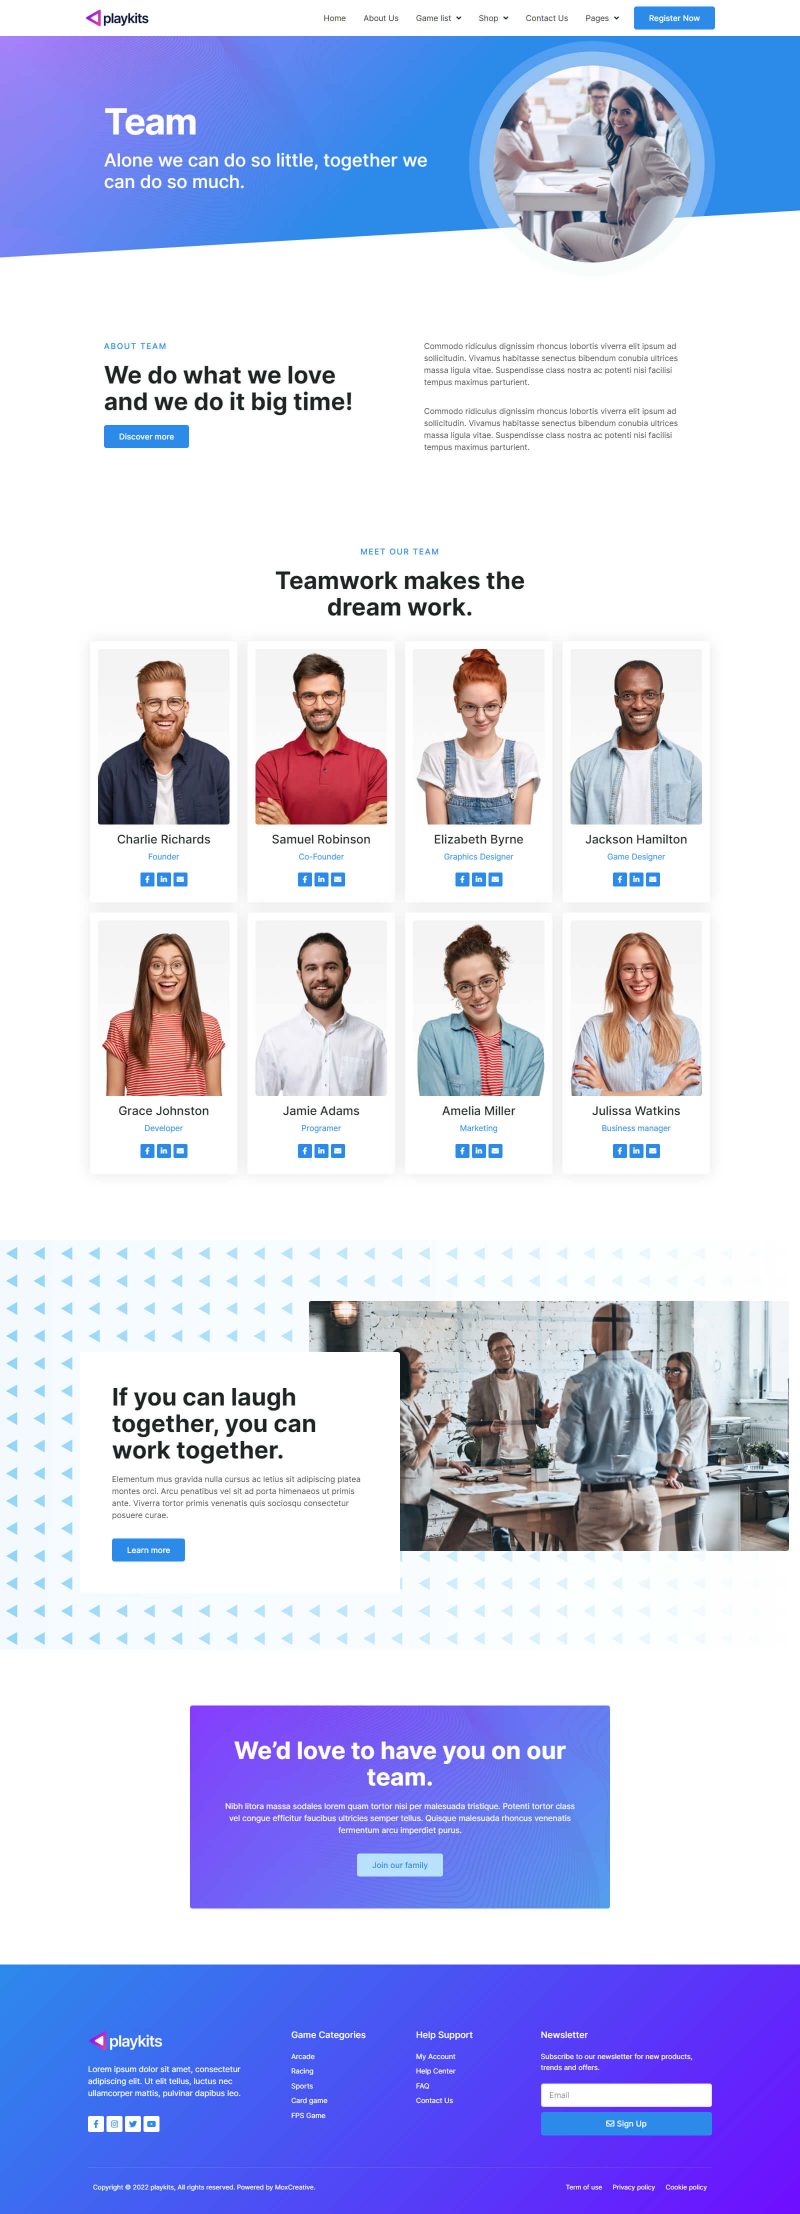 playkits
Home About Us Game list Shop Contact Us Pages Register Now
Team
Alone we can do so little, together we
can do so much.
ABOUT TEAM
We do what we love
and we do it big time!
Discover more
Commodo ridiculus dignissim rhoncus lobortis viverra elit ipsum ad
sollicitudin. Vivamus habitasse senectus bibendum conubia ultrices
massa ligula vitae. Suspendisse class nostra ac potenti nisi facilisi
tempus maximus parturient.
Commodo ridiculus dignissim rhoncus lobortis viverra elit ipsum ad
sollicitudin. Vivamus habitasse senectus bibendum conubia ultrices
massa ligula vitae. Suspendisse class nostra ac potenti nisi facilisi
tempus maximus parturient.
MEET OUR TEAM
Teamwork makes the
dream work.
Charlie Richards
Founder
Samuel Robinson
Co-Founder
Elizabeth Byrne
Graphics Designer
Jackson Hamilton
Game Designer
Grace Johnston
Developer
Jamie Adams
Programer
Amelia Miller
Marketing
Julissa Watkins
Business manager
If you can laugh
together, you can
work together.
Elementum mus gravida nulla cursus ac letius sit adipiscing platea
montes orci. Arcu penatibus vel sit ad porta himenaeos ut primis
ante. Viverra tortor primis venenatis quis sociosqu consectetur
posuere curae.
Learn more
We’d love to have you on our
team.
Nibh litora massa sodales lorem quam tortor nisi per malesuada tristique. Potenti tortor class
vel congue efficitur faucibus ultricies semper tellus. Quisque malesuada rhoncus venenatis
fermentum arcu imperdiet purus.
Join our family
playkits
Lorem ipsum dolor sit amet, consectetur
adipiscing elit. Ut elit tellus, luctus nec
ullamcorper mattis, pulvinar dapibus leo.
Game Categories
Arcade
Racing
Sports
Card game
FPS Game
Help Support
My Account
Help Center
FAQ
Contact Us
Newsletter
Subscribe to our newsletter for new products,
trends and offers.
Email
Sign Up
Copyright © 2022 playkits, All rights reserved. Powered by MoxCreative.
Term of use Privacy policy Cookie policy